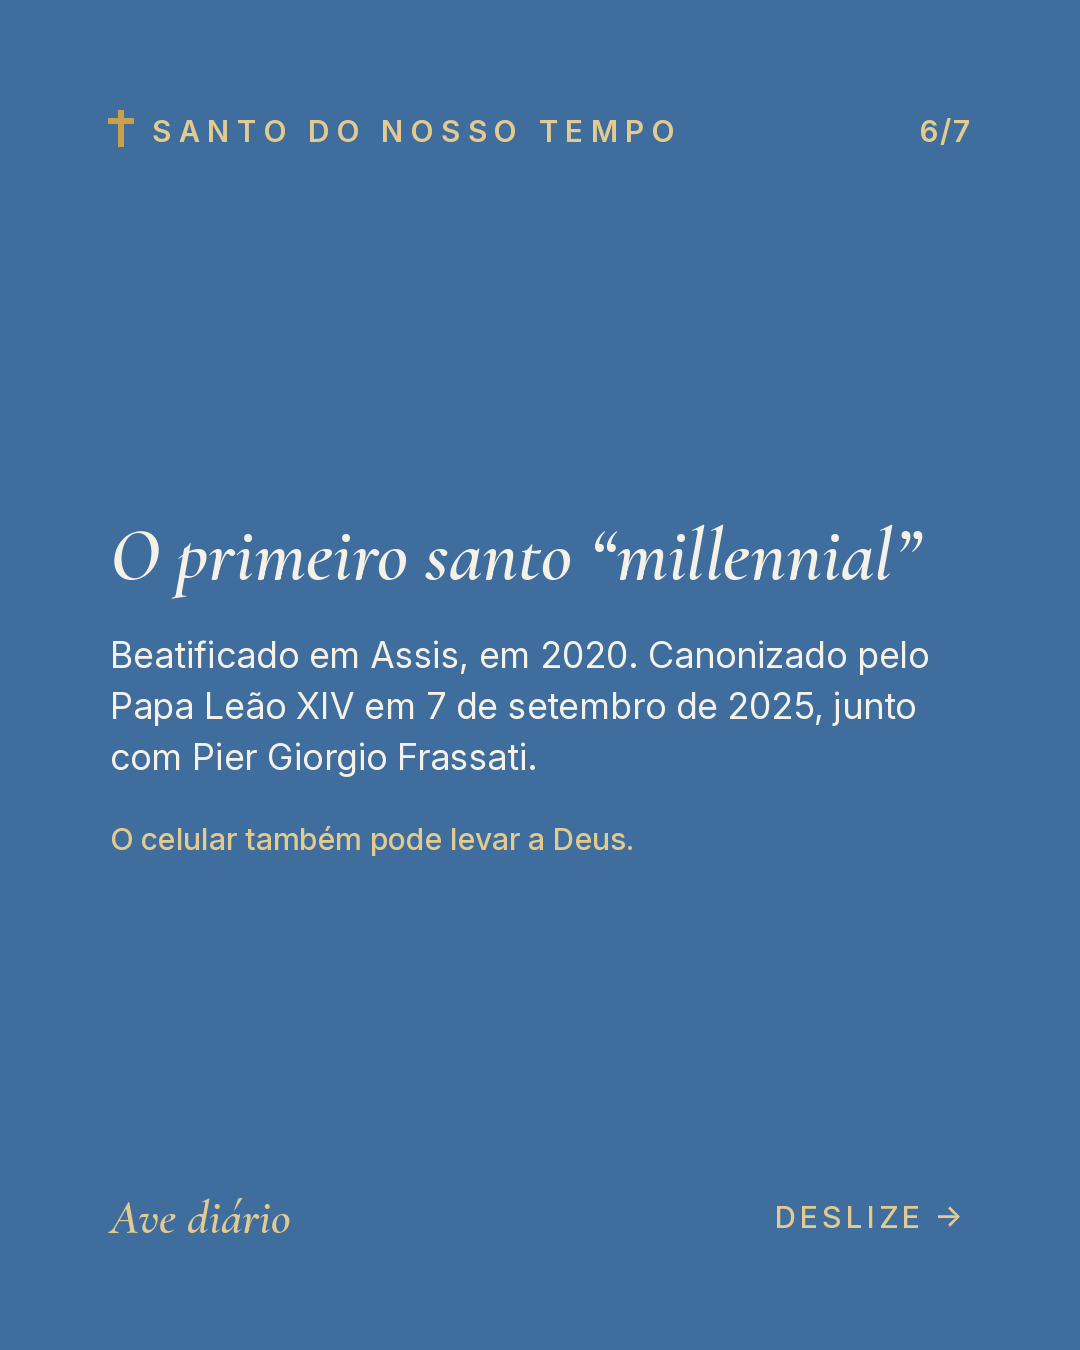 SANTO DO NOSSO TEMPO 6/7
O primeiro santo “millennial”
Beatificado em Assis, em 2020. Canonizado pelo
Papa Leão XIV em 7 de setembro de 2025, junto
com Pier Giorgio Frassati.
O celular também pode levar a Deus.
Ave diário DESLIZE →